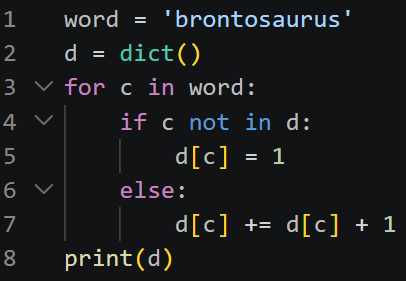 1 word = 'brontosaurus'
2 d = dict()
3 for c in word:
4     if c not in d:
5         d[c] = 1
6     else:
7         d[c] += d[c] + 1
8 print(d)